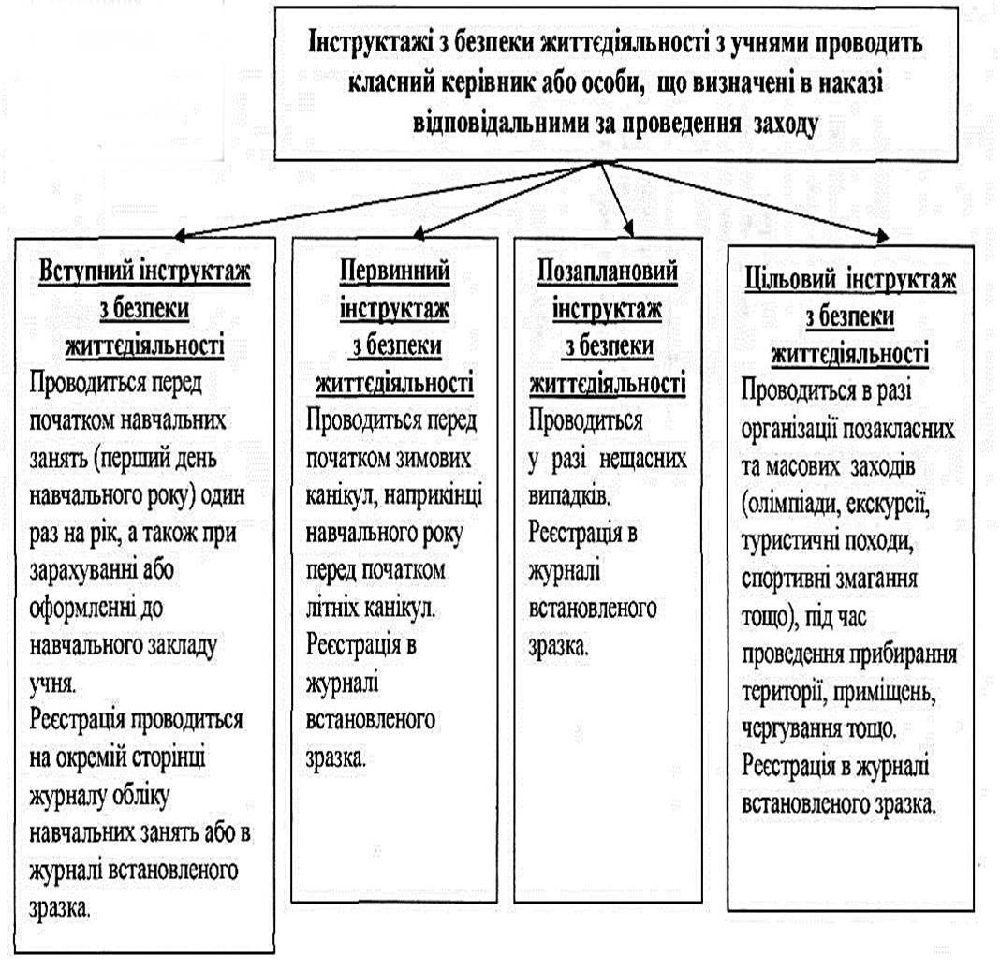 Інструктажі з безпеки життєдіяльності з учнями проводить
класний керівник або особи, що визначені в наказі
відповідальними за проведення заходу
Вступний інструктаж
з безпеки
життєдіяльності
Проводиться перед
початком навчальних
занять (перший день
навчального року) один
раз на рік, а також при
зарахуванні або
оформленні до
навчального закладу
учня.
Реєстрація проводиться
на окремій сторінці
журналу обліку
навчальних занять або в
журналі встановленого
зразка.
Первинний
інструктаж
з безпеки
життєдіяльності
Проводиться перед
початком зимових
канікул, наприкінці
навчального року
перед початком
літніх канікул.
Реєстрація в
журналі
встановленого
зразка.
Позаплановий
інструктаж
з безпеки
життєдіяльності
Проводиться
у разі нещасних
випадків.
Реєстрація в
журналі
встановленого
зразка.
Цільовий інструктаж
з безпеки
життєдіяльності
Проводиться в разі
організації позакласних
та масових заходів
(олімпіади, екскурсії,
туристичні походи,
спортивні змагання
тощо), під час
проведення прибирання
території, приміщень,
чергування тощо.
Реєстрація в журналі
встановленого зразка.